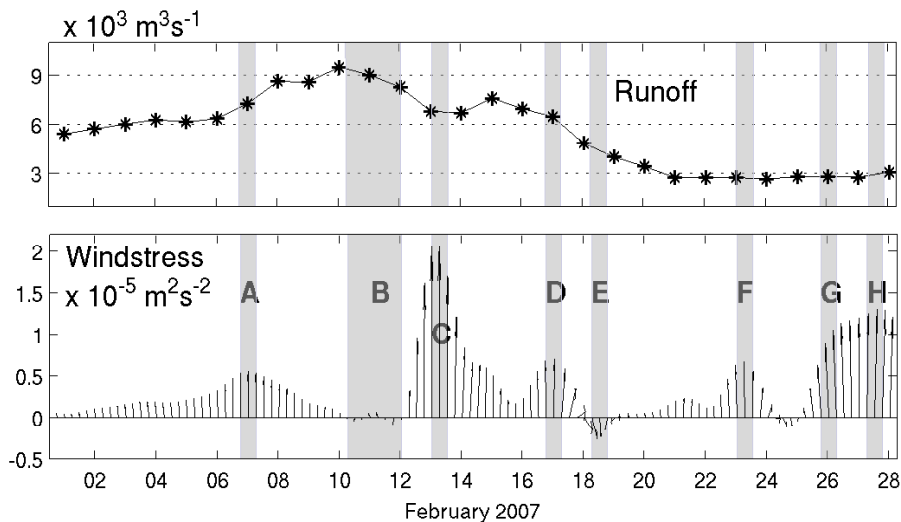 x 10³ m³s⁻¹
9
6
3
Runoff
2
1.5
1
0.5
0
-0.5
Windstress
x 10⁻⁵ m²s⁻²
A B C D E F G H
02 04 06 08 10 12 14 16 18 20 22 24 26 28
February 2007